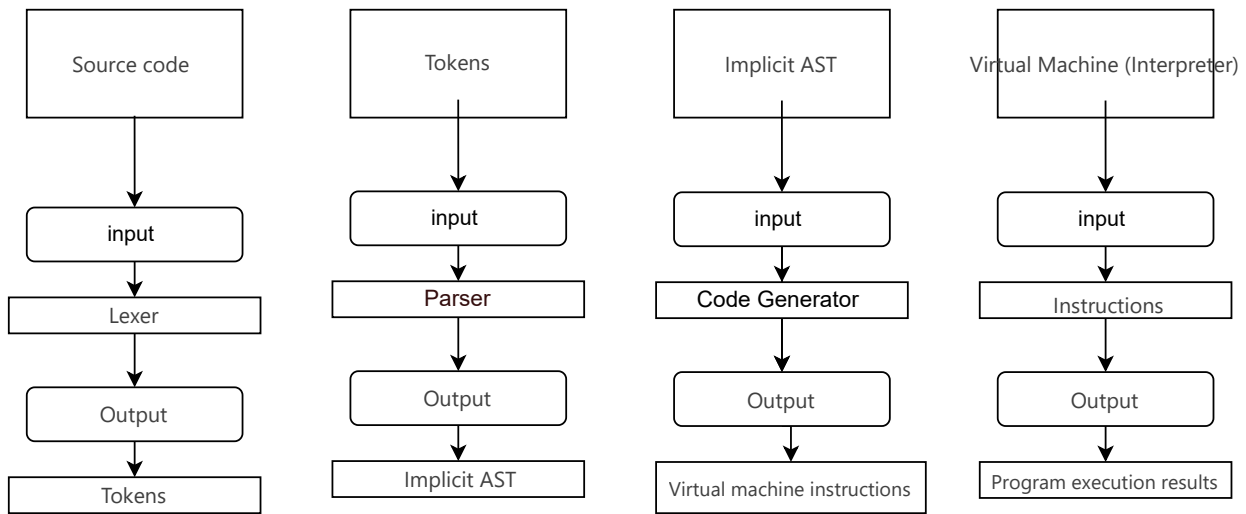 Source code
input
Lexer
Output
Tokens
Tokens
input
Parser
Output
Implicit AST
Implicit AST
input
Code Generator
Output
Virtual machine instructions
Virtual Machine (Interpreter)
input
Instructions
Output
Program execution results